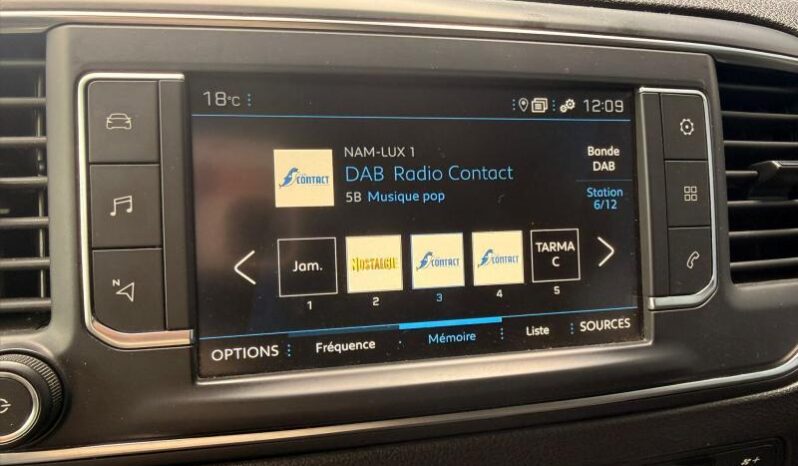 18°C
12:09
NAM-LUX 1
DAB Radio Contact
5B Musique pop
Bande
DAB
Station
6/12
CONTACT
Jam.
NOSTALGIE
CONTACT
CONTACT
TARMA
C
1
2
3
4
5
OPTIONS
Fréquence
Mémoire
Liste
SOURCES
N